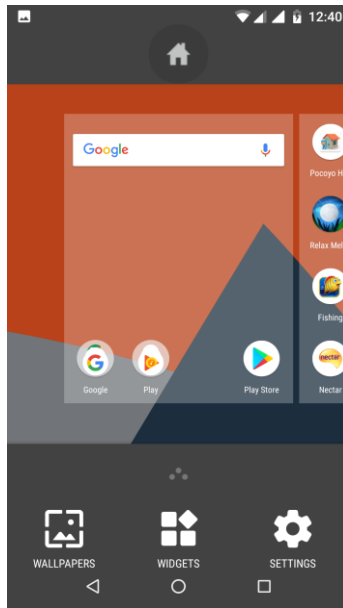 12:40
Google
Pocoyo H
Relax Mel
Fishing
nectar
Google
Play
Play Store
Nectar
WALLPAPERS
WIDGETS
SETTINGS